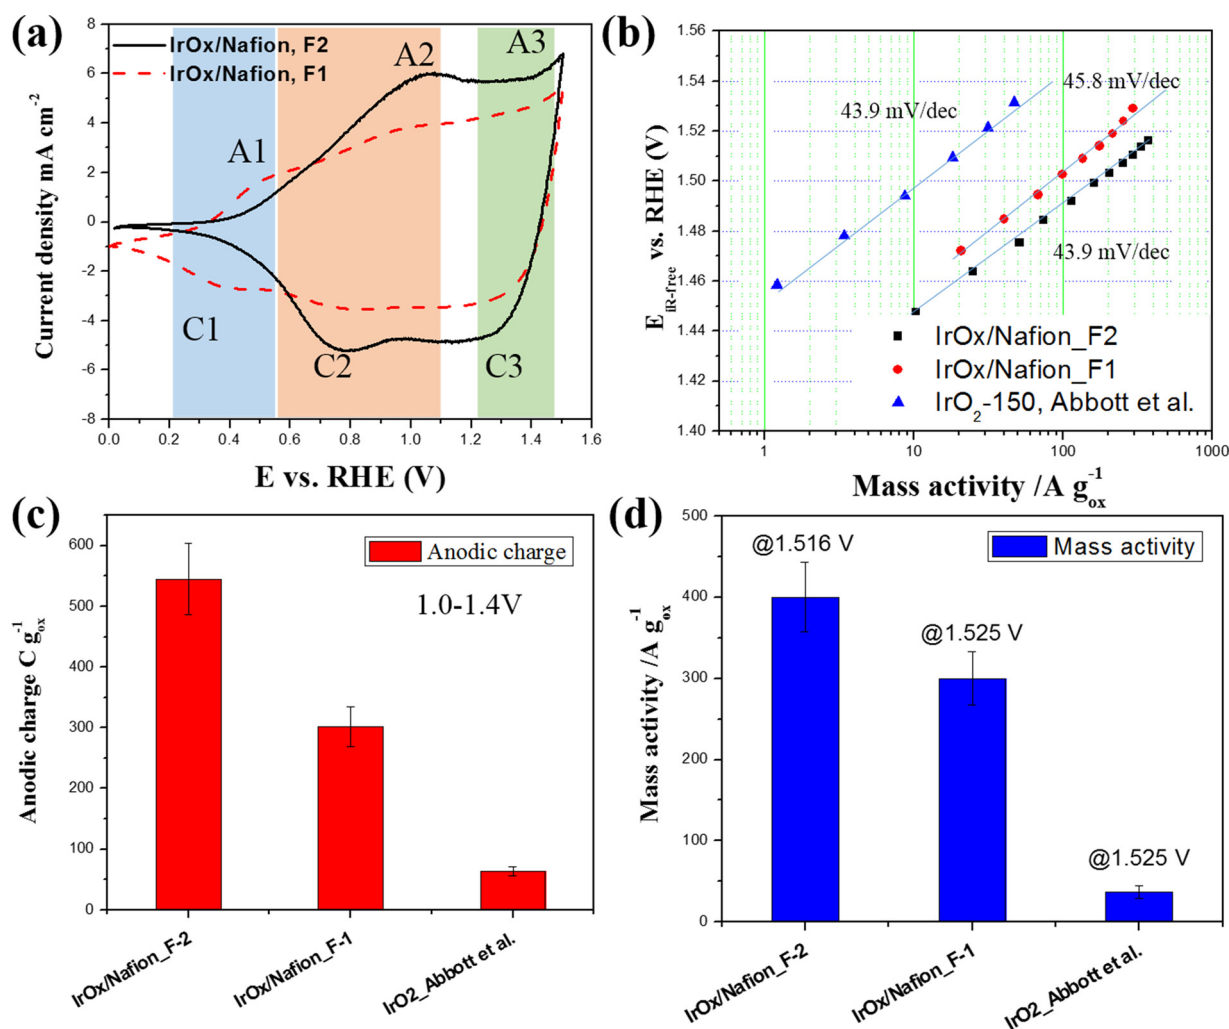 (a)
IrOx/Nafion, F2
IrOx/Nafion, F1
A1
A2
A3
C1
C2
C3
Current density mA cm-2
8
6
4
2
0
-2
-4
-6
-8
0.0 0.2 0.4 0.6 0.8 1.0 1.2 1.4 1.6
E vs. RHE (V)
(b)
E iR-free vs. RHE (V)
1.56
1.54
1.52
1.50
1.48
1.46
1.44
1.42
1.40
43.9 mV/dec
45.8 mV/dec
43.9 mV/dec
IrOx/Nafion_F2
IrOx/Nafion_F1
IrO2-150, Abbott et al.
1 10 100 1000
Mass activity /A g-1ox
(c)
Anodic charge C g-1ox
600
500
400
300
200
100
0
Anodic charge
1.0-1.4V
IrOx/Nafion_F-2
IrOx/Nafion_F-1
IrO2_Abbott et al.
(d)
Mass activity /A g-1ox
500
400
300
200
100
0
Mass activity
@1.516 V
@1.525 V
@1.525 V
IrOx/Nafion_F-2
IrOx/Nafion_F-1
IrO2_Abbott et al.